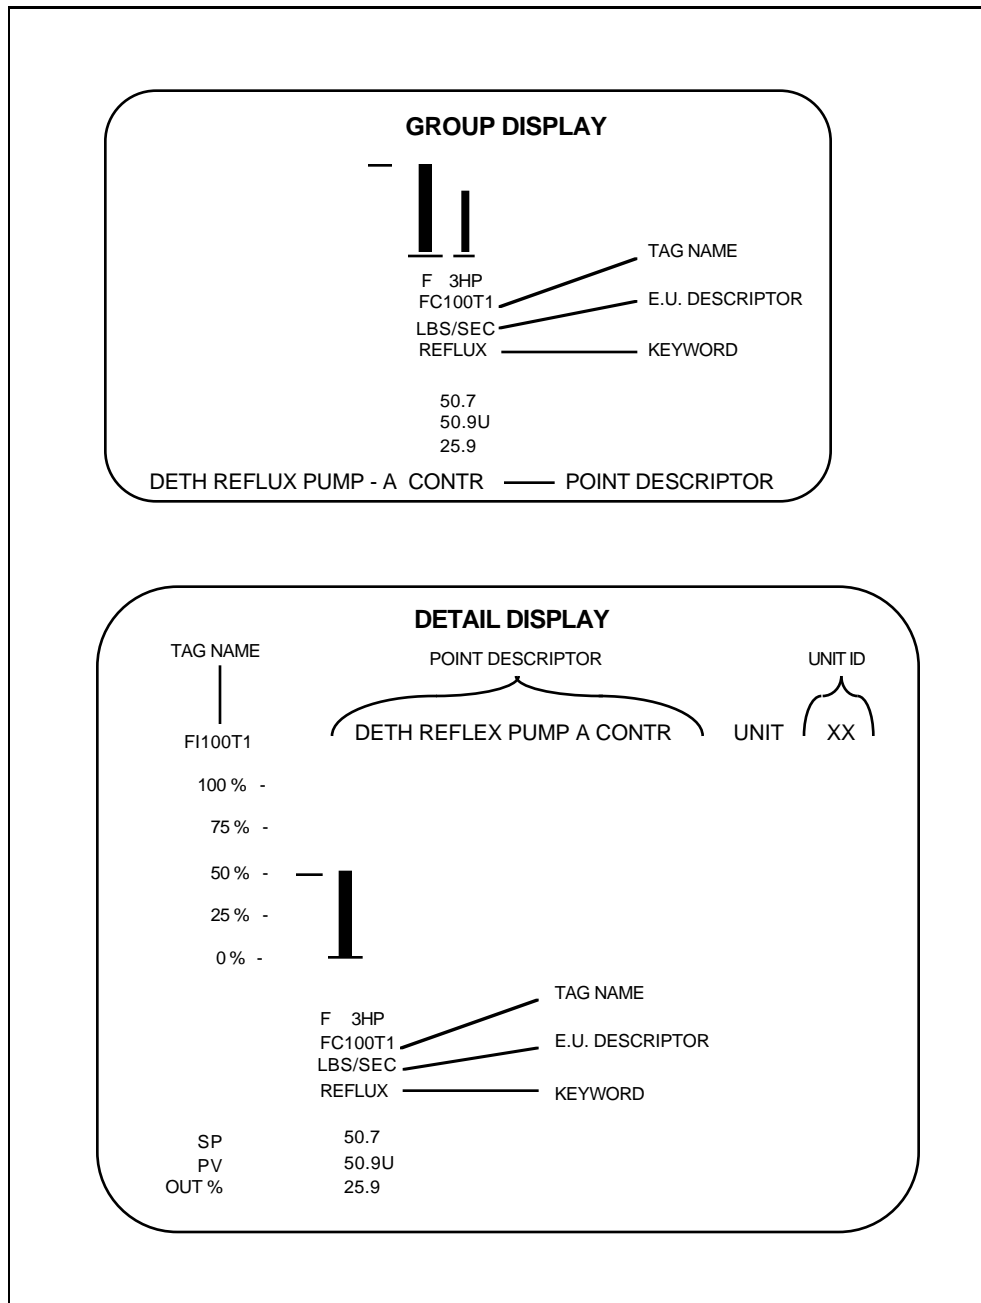 GROUP DISPLAY
F 3HP
FC100T1
LBS/SEC
REFLUX
TAG NAME
E.U. DESCRIPTOR
KEYWORD
50.7
50.9U
25.9
DETH REFLUX PUMP - A CONTR
POINT DESCRIPTOR
DETAIL DISPLAY
TAG NAME
POINT DESCRIPTOR
UNIT ID
FI100T1
DETH REFLEX PUMP A CONTR
UNIT
XX
100 % -
75 % -
50 % -
25 % -
0 % -
F 3HP
FC100T1
LBS/SEC
REFLUX
TAG NAME
E.U. DESCRIPTOR
KEYWORD
SP 50.7
PV 50.9U
OUT % 25.9